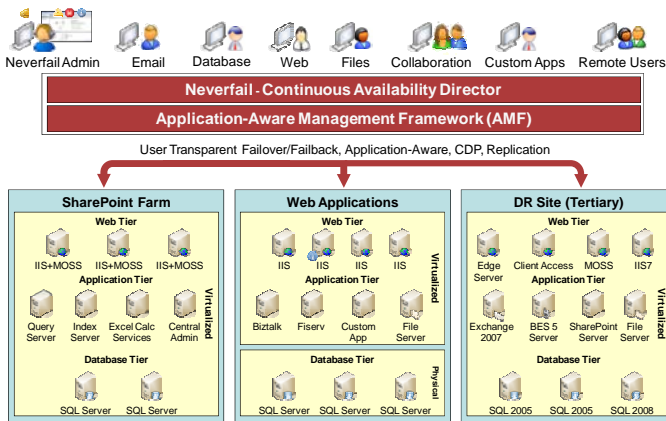 Neverfail Admin
Email
Database
Web
Files
Collaboration
Custom Apps
Remote Users
Neverfail - Continuous Availability Director
Application-Aware Management Framework (AMF)
User Transparent Failover/Failback, Application-Aware, CDP, Replication
SharePoint Farm
Web Tier
IIS+MOSS IIS+MOSS IIS+MOSS
Application Tier
Query Server
Index Server
Excel Calc Services
Central Admin
Virtualized
Database Tier
SQL Server SQL Server
Web Applications
Web Tier
IIS IIS IIS IIS
Application Tier
Biztalk
Fiserv
Custom App
File Server
Virtualized
Database Tier
SQL Server SQL Server SQL Server
Physical
DR Site (Tertiary)
Web Tier
Edge Server
Client Access
MOSS
IIS7
Application Tier
Exchange 2007
BES 5 Server
SharePoint Server
File Server
Virtualized
Database Tier
SQL 2005 SQL 2005 SQL 2008